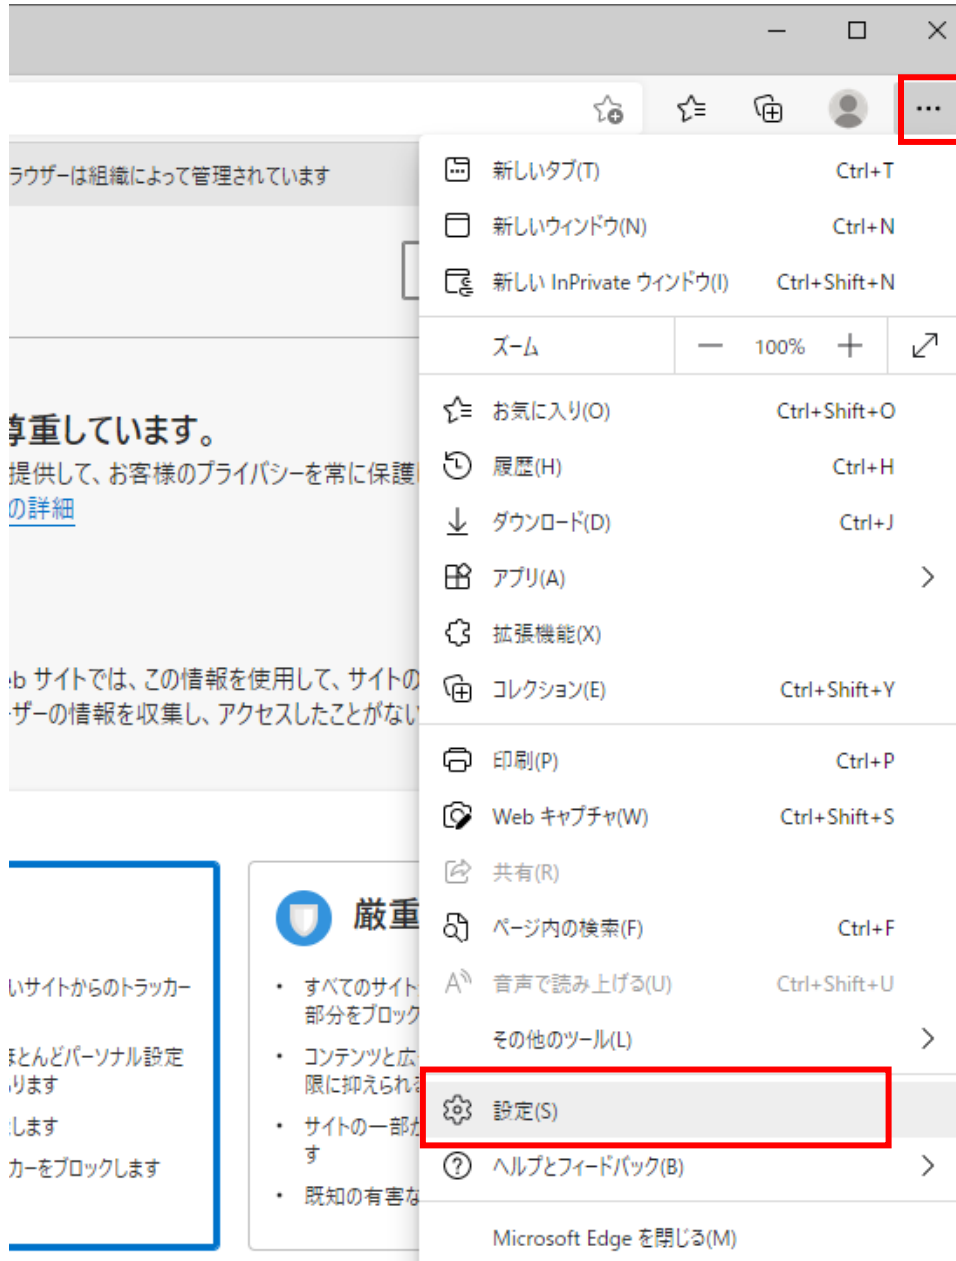 ラウザーは組織によって管理されています
尊重しています。
提供して、お客様のプライバシーを常に保護
の詳細
eb サイトでは、この情報を使用して、サイトの
ーザーの情報を収集し、アクセスしたことがない
いサイトからのトラッカー
ほとんどパーソナル設定
ります
します
カーをブロックします
厳重
• すべてのサイト
部分をブロック
• コンテンツと広
限に抑えられる
• サイトの一部が
す
• 既知の有害な
新しいタブ(T) Ctrl+T
新しいウィンドウ(N) Ctrl+N
新しい InPrivate ウィンドウ(I) Ctrl+Shift+N
ズーム 100%
お気に入り(O) Ctrl+Shift+O
履歴(H) Ctrl+H
ダウンロード(D) Ctrl+J
アプリ(A)
拡張機能(X)
コレクション(E) Ctrl+Shift+Y
印刷(P) Ctrl+P
Web キャプチャ(W) Ctrl+Shift+S
共有(R)
ページ内の検索(F) Ctrl+F
音声で読み上げる(U) Ctrl+Shift+U
その他のツール(L)
設定(S)
ヘルプとフィードバック(B)
Microsoft Edge を閉じる(M)